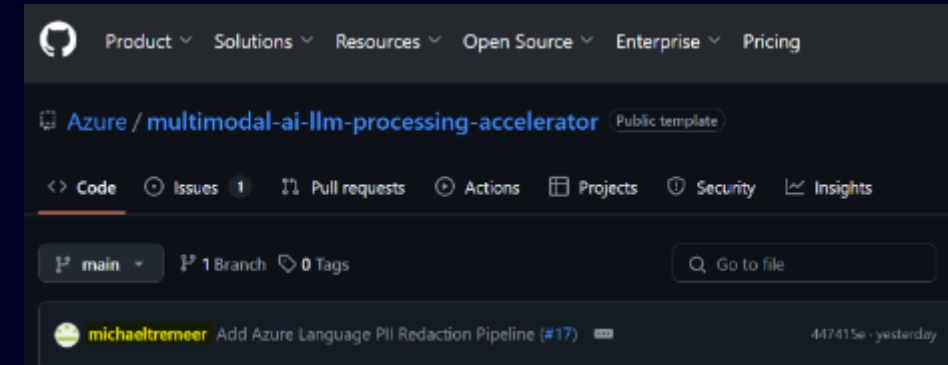 Product Solutions Resources Open Source Enterprise Pricing
Azure / multimodal-ai-llm-processing-accelerator Public template
<> Code Issues 1 Pull requests Actions Projects Security Insights
main 1 Branch 0 Tags Go to file
michaeltremeer Add Azure Language PII Redaction Pipeline (#17) 447415e · yesterday